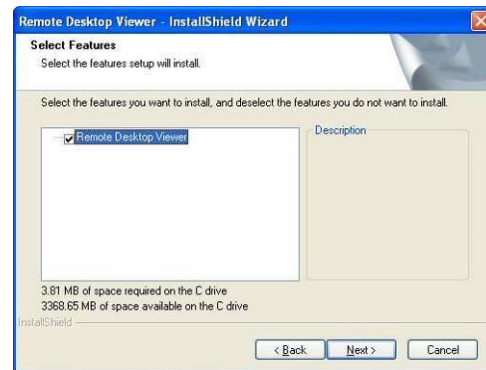 Remote Desktop Viewer - InstallShield Wizard
Select Features
Select the features setup will install.
Select the features you want to install, and deselect the features you do not want to install.
Remote Desktop Viewer
Description
3.81 MB of space required on the C drive
3368.65 MB of space available on the C drive
InstallShield
< Back Next > Cancel